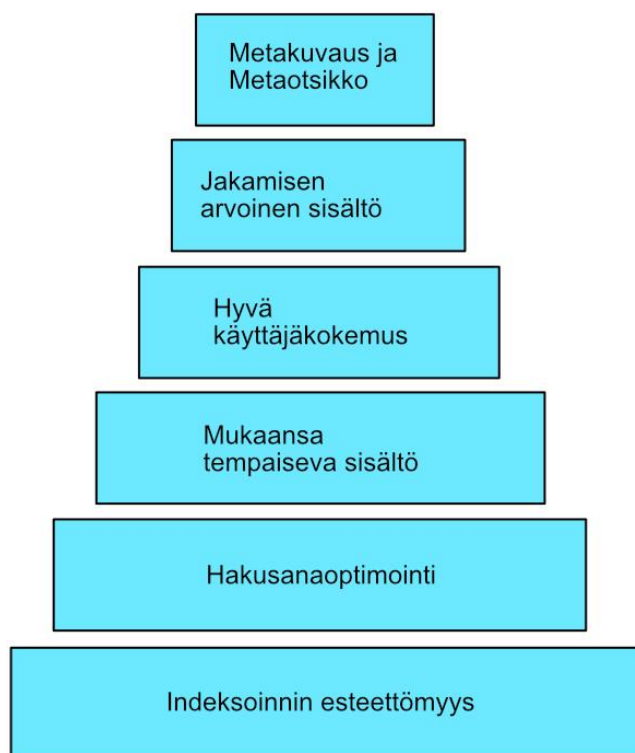 Metakuvaus ja
Metaotsikko
Jakamisen
arvoinen sisältö
Hyvä
käyttäjäkokemus
Mukaansa
tempaiseva sisältö
Hakusanaoptimointi
Indeksoinnin esteettömyys